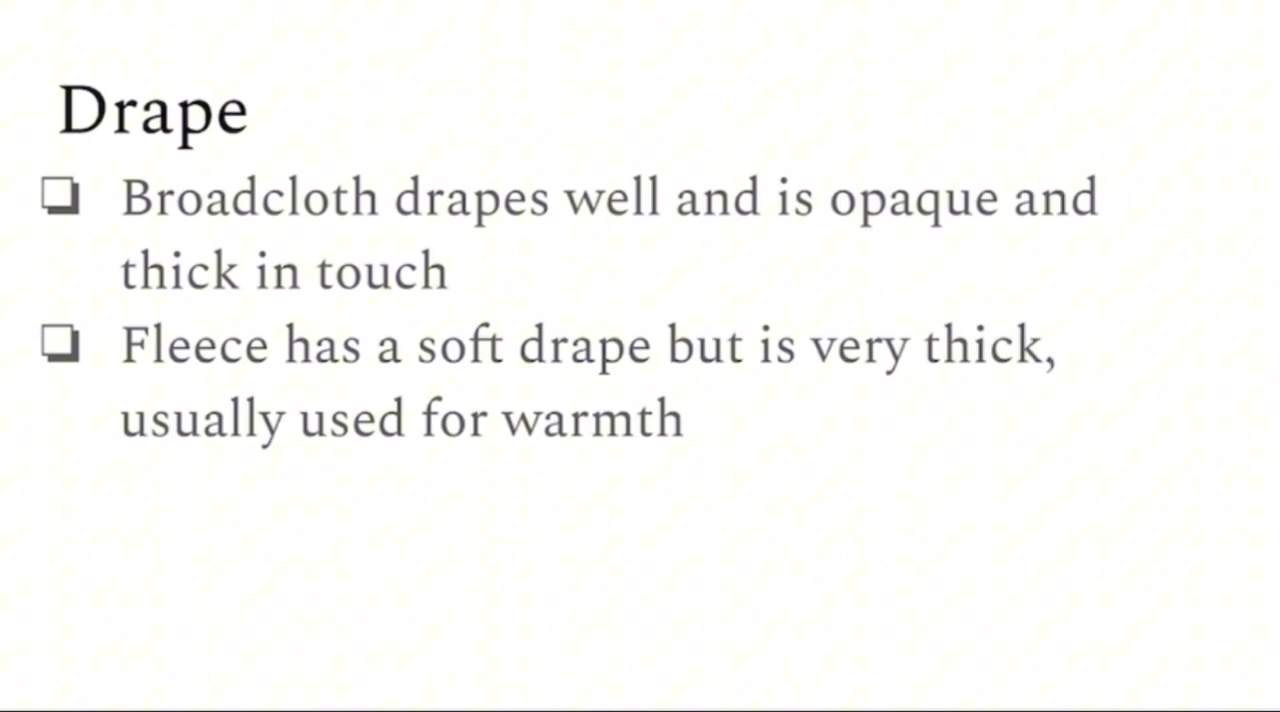 Drape
❏ Broadcloth drapes well and is opaque and
thick in touch
❏ Fleece has a soft drape but is very thick,
usually used for warmth